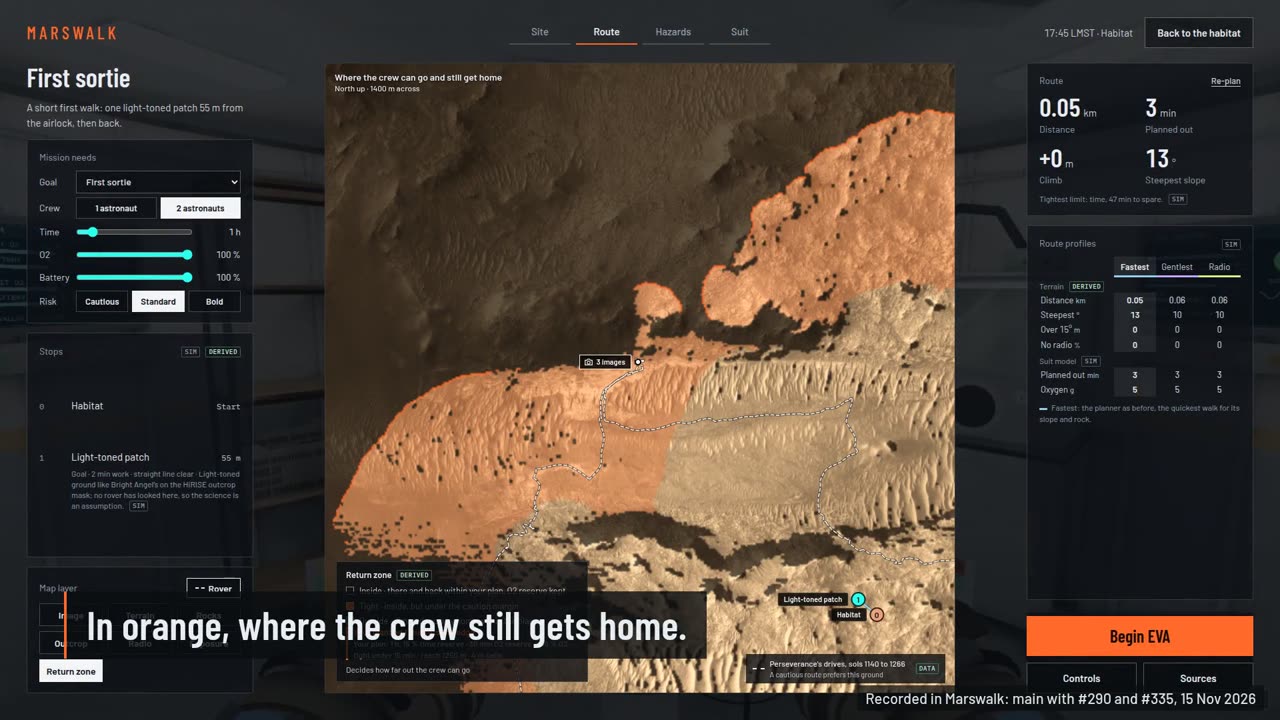 MARSWALK
Site
Route
Hazards
Suit
17:45 LMST · Habitat
Back to the habitat
First sortie
A short first walk: one light-toned patch 55 m from
the airlock, then back.
Mission needs
Goal First sortie
Crew 1 astronaut 2 astronauts
Time 1 h
O2 100 %
Battery 100 %
Risk Cautious Standard Bold
Stops SIM DERIVED
0 Habitat Start
1 Light-toned patch 55 m
Goal · 2 min work · straight line clear · Light-toned
ground like Bright Angel's on the HiRISE outcrop
mask; no rover has looked here, so the science is
an assumption. SIM
Map layer -- Rover
Radio
Return zone
Where the crew can go and still get home
North up · 1400 m across
3 images
Light-toned patch 1
Habitat 0
Return zone DERIVED
Inside · there and back within your plan, O2 reserve kept
Decides how far out the crew can go
In orange, where the crew still gets home.
Perseverance's drives, sols 1140 to 1266
A cautious route prefers this ground
DATA
Route Re-plan
0.05 km 3 min
Distance Planned out
+0 m 13 °
Climb Steepest slope
Tightest limit: time, 47 min to spare. SIM
Route profiles SIM
Fastest Gentlest Radio
Terrain DERIVED
Distance km 0.05 0.06 0.06
Steepest ° 13 10 10
Over 15° m 0 0 0
No radio % 0 0 0
Suit model SIM
Planned out min 3 3 3
Oxygen g 5 5 5
Fastest: the planner as before, the quickest walk for its
slope and rock.
Begin EVA
Controls
Sources
Recorded in Marswalk: main with #290 and #335, 15 Nov 2026